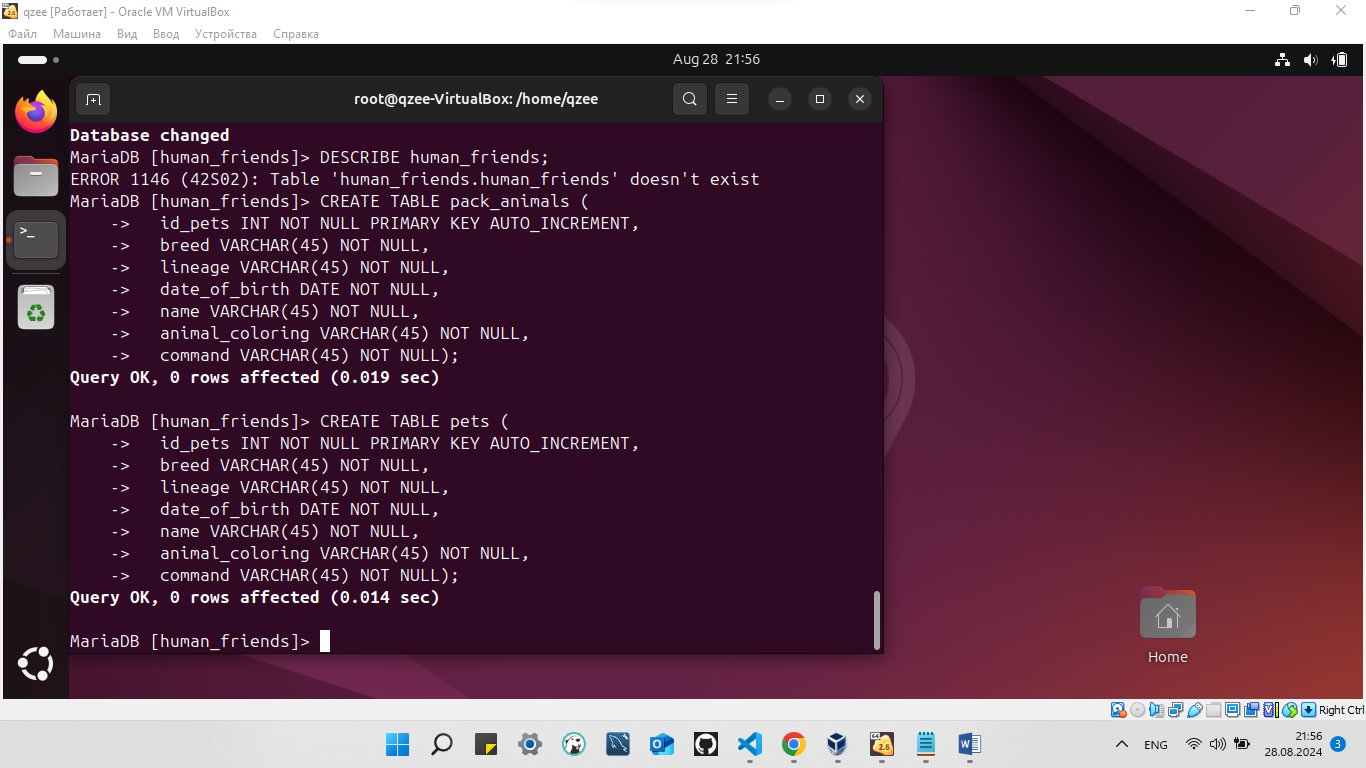 qzee [Работает] - Oracle VM VirtualBox
Файл Машина Вид Ввод Устройства Справка
Aug 28 21:56
root@qzee-VirtualBox: /home/qzee
Database changed
MariaDB [human_friends]> DESCRIBE human_friends;
ERROR 1146 (42S02): Table 'human_friends.human_friends' doesn't exist
MariaDB [human_friends]> CREATE TABLE pack_animals (
    ->   id_pets INT NOT NULL PRIMARY KEY AUTO_INCREMENT,
    ->   breed VARCHAR(45) NOT NULL,
    ->   lineage VARCHAR(45) NOT NULL,
    ->   date_of_birth DATE NOT NULL,
    ->   name VARCHAR(45) NOT NULL,
    ->   animal_coloring VARCHAR(45) NOT NULL,
    ->   command VARCHAR(45) NOT NULL);
Query OK, 0 rows affected (0.019 sec)
MariaDB [human_friends]> CREATE TABLE pets (
    ->   id_pets INT NOT NULL PRIMARY KEY AUTO_INCREMENT,
    ->   breed VARCHAR(45) NOT NULL,
    ->   lineage VARCHAR(45) NOT NULL,
    ->   date_of_birth DATE NOT NULL,
    ->   name VARCHAR(45) NOT NULL,
    ->   animal_coloring VARCHAR(45) NOT NULL,
    ->   command VARCHAR(45) NOT NULL);
Query OK, 0 rows affected (0.014 sec)
MariaDB [human_friends]>
Home
Right Ctrl
ENG
21:56
28.08.2024
3